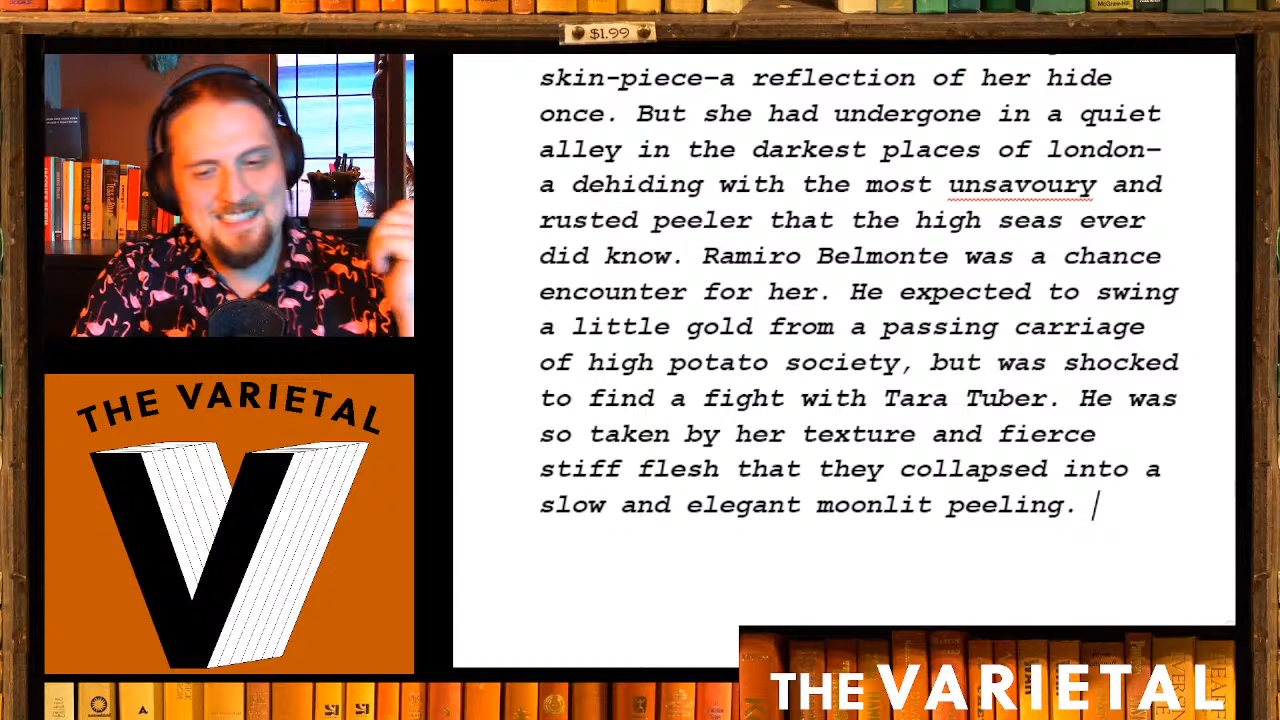 $1.99
skin-piece–a reflection of her hide
once. But she had undergone in a quiet
alley in the darkest places of london–
a dehiding with the most unsavoury and
rusted peeler that the high seas ever
did know. Ramiro Belmonte was a chance
encounter for her. He expected to swing
a little gold from a passing carriage
of high potato society, but was shocked
to find a fight with Tara Tuber. He was
so taken by her texture and fierce
stiff flesh that they collapsed into a
slow and elegant moonlit peeling.
THE VARIETAL
V
THE VARIETAL